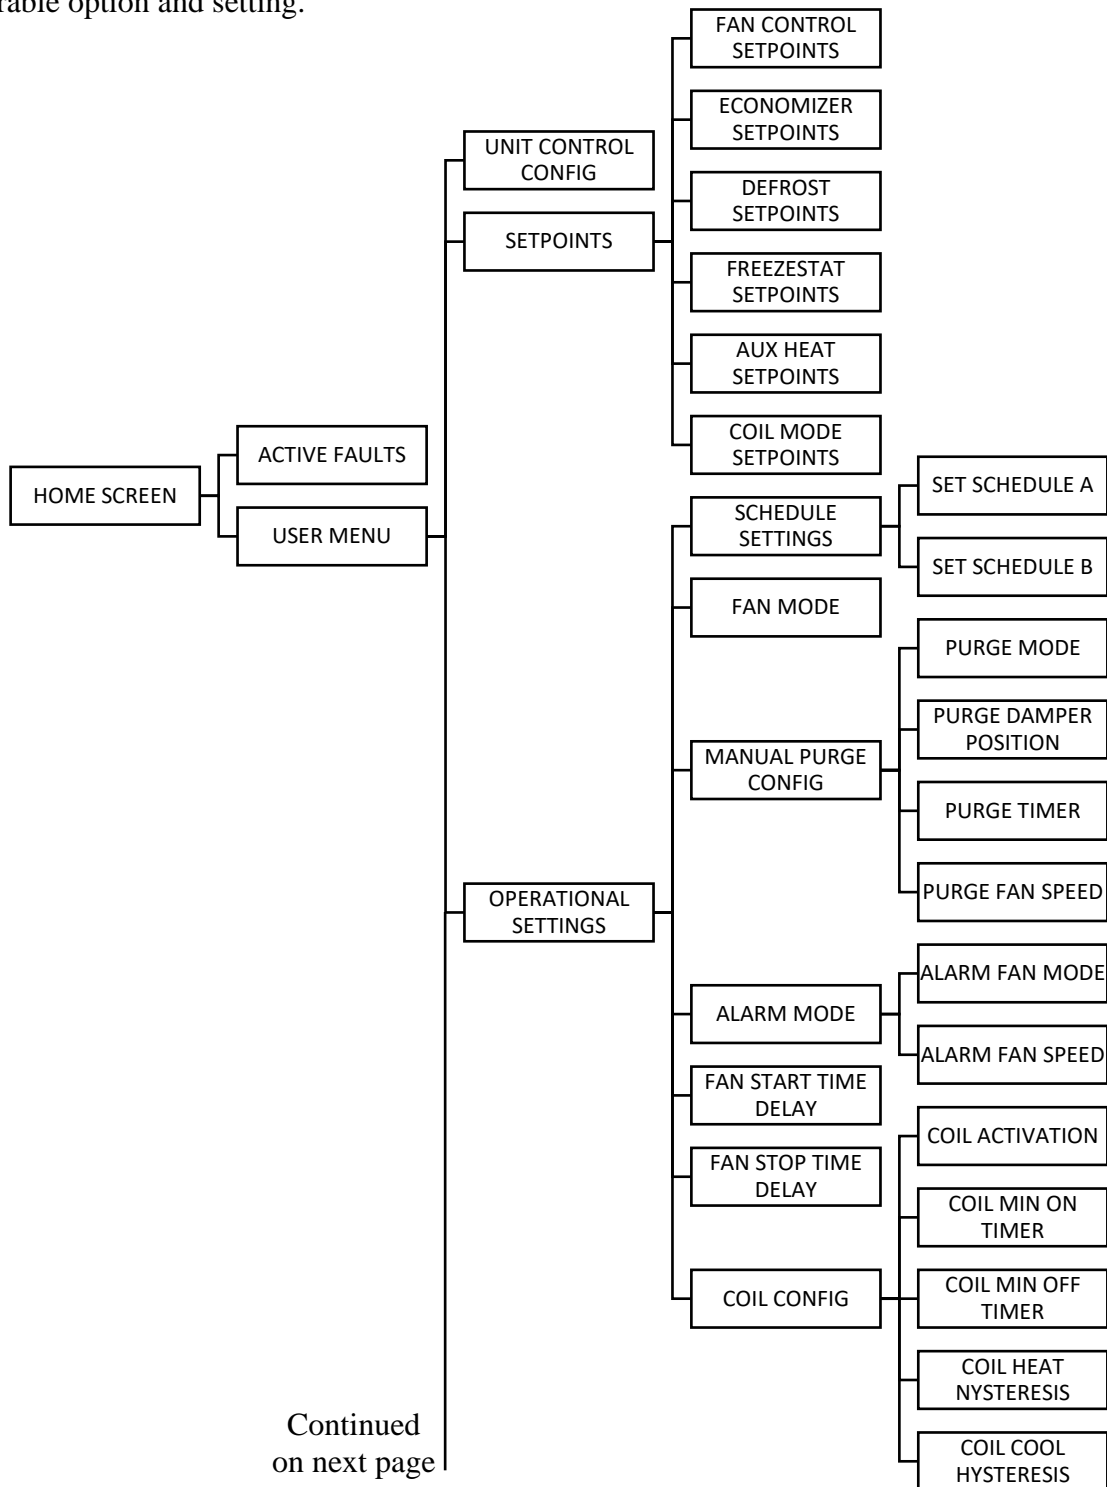 rable option and setting.
FAN CONTROL
SETPOINTS
ECONOMIZER
SETPOINTS
UNIT CONTROL
CONFIG
DEFROST
SETPOINTS
SETPOINTS
FREEZESTAT
SETPOINTS
AUX HEAT
SETPOINTS
COIL MODE
SETPOINTS
ACTIVE FAULTS
HOME SCREEN
USER MENU
SET SCHEDULE A
SCHEDULE
SETTINGS
SET SCHEDULE B
FAN MODE
PURGE MODE
PURGE DAMPER
POSITION
MANUAL PURGE
CONFIG
PURGE TIMER
PURGE FAN SPEED
OPERATIONAL
SETTINGS
ALARM FAN MODE
ALARM MODE
ALARM FAN SPEED
FAN START TIME
DELAY
COIL ACTIVATION
FAN STOP TIME
DELAY
COIL MIN ON
TIMER
COIL CONFIG
COIL MIN OFF
TIMER
COIL HEAT
NYSTERESIS
COIL COOL
HYSTERESIS
Continued
on next page